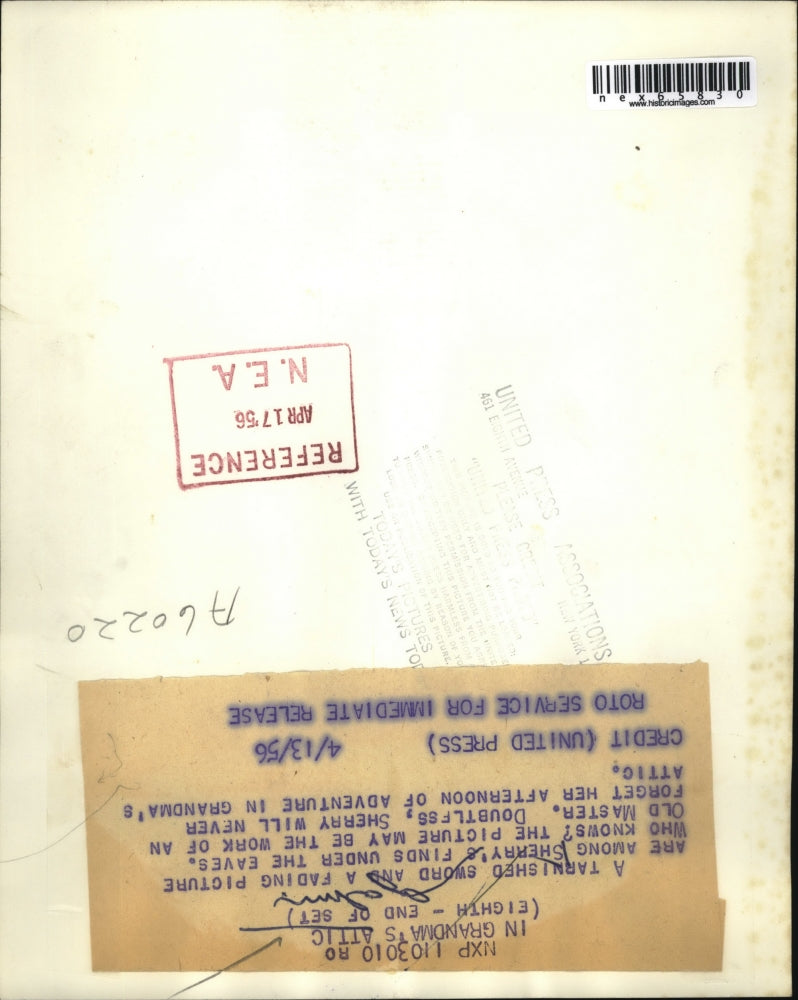 nex65830
www.historicimages.com
REFERENCE
APR 17 '56
N.E.A.
UNITED PRESS ASSOCIATIONS
461 EIGHTH AVENUE NEW YORK 1
PLEASE
WITH TODAY'S NEWS
TODAY'S PICTURES
A60220
NXP 1103010 RO
IN GRANDMA'S ATTIC
(EIGHTH - END OF SET)
A TARNISHED SWORD AND A FADING PICTURE
ARE AMONG SHERRY'S FINDS UNDER THE EAVES.
WHO KNOWS? THE PICTURE MAY BE THE WORK OF AN
OLD MASTER. DOUBTLESS, SHERRY WILL NEVER
FORGET HER AFTERNOON OF ADVENTURE IN GRANDMA'S
ATTIC.
CREDIT (UNITED PRESS) 4/13/56
ROTO SERVICE FOR IMMEDIATE RELEASE